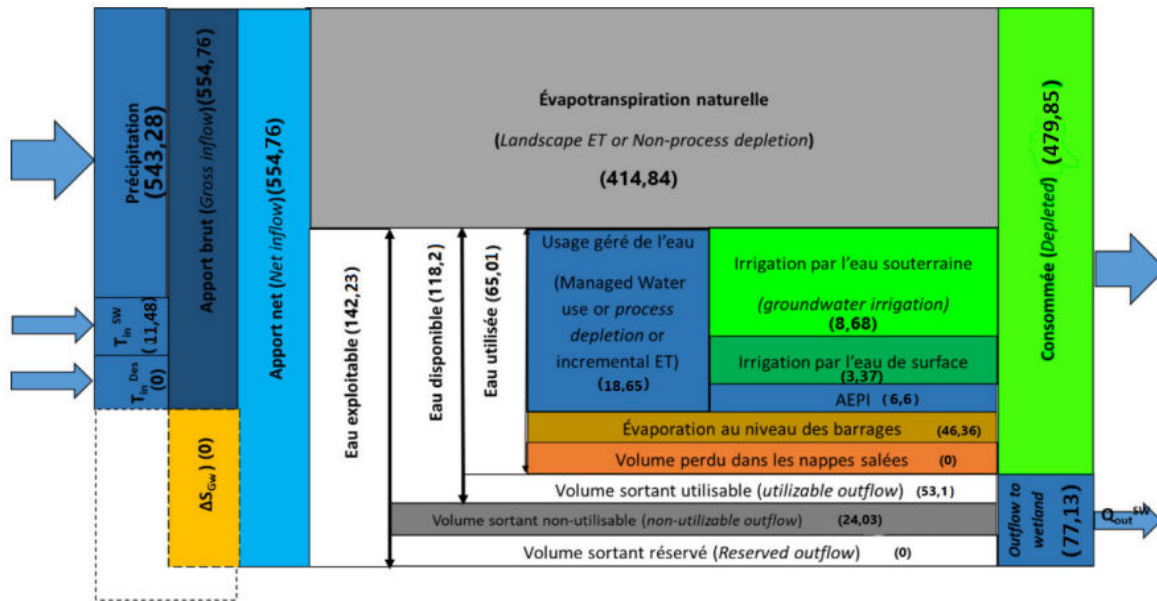 Précipitation
(543,28)
T_in^SW
( 11,48)
T_in^Des
(0)
Apport brut (Gross inflow)(554,76)
ΔS_Gw) (0)
Apport net (Net inflow)(554,76)
Évapotranspiration naturelle
(Landscape ET or Non-process depletion)
(414,84)
Eau exploitable (142,23)
Eau disponible (118,2)
Eau utilisée (65,01)
Usage géré de l'eau
(Managed Water
use or process
depletion or
incremental ET)
(18,65)
Irrigation par l'eau souterraine
(groundwater irrigation)
(8,68)
Irrigation par l'eau de surface
(3,37)
AEPI (6,6)
Évaporation au niveau des barrages (46,36)
Volume perdu dans les nappes salées (0)
Volume sortant utilisable (utilizable outflow) (53,1)
Volume sortant non-utilisable (non-utilizable outflow) (24,03)
Volume sortant réservé (Reserved outflow) (0)
Consommée (Depleted) (479,85)
Outflow to
wetland
(77,13)
Q_out^SW